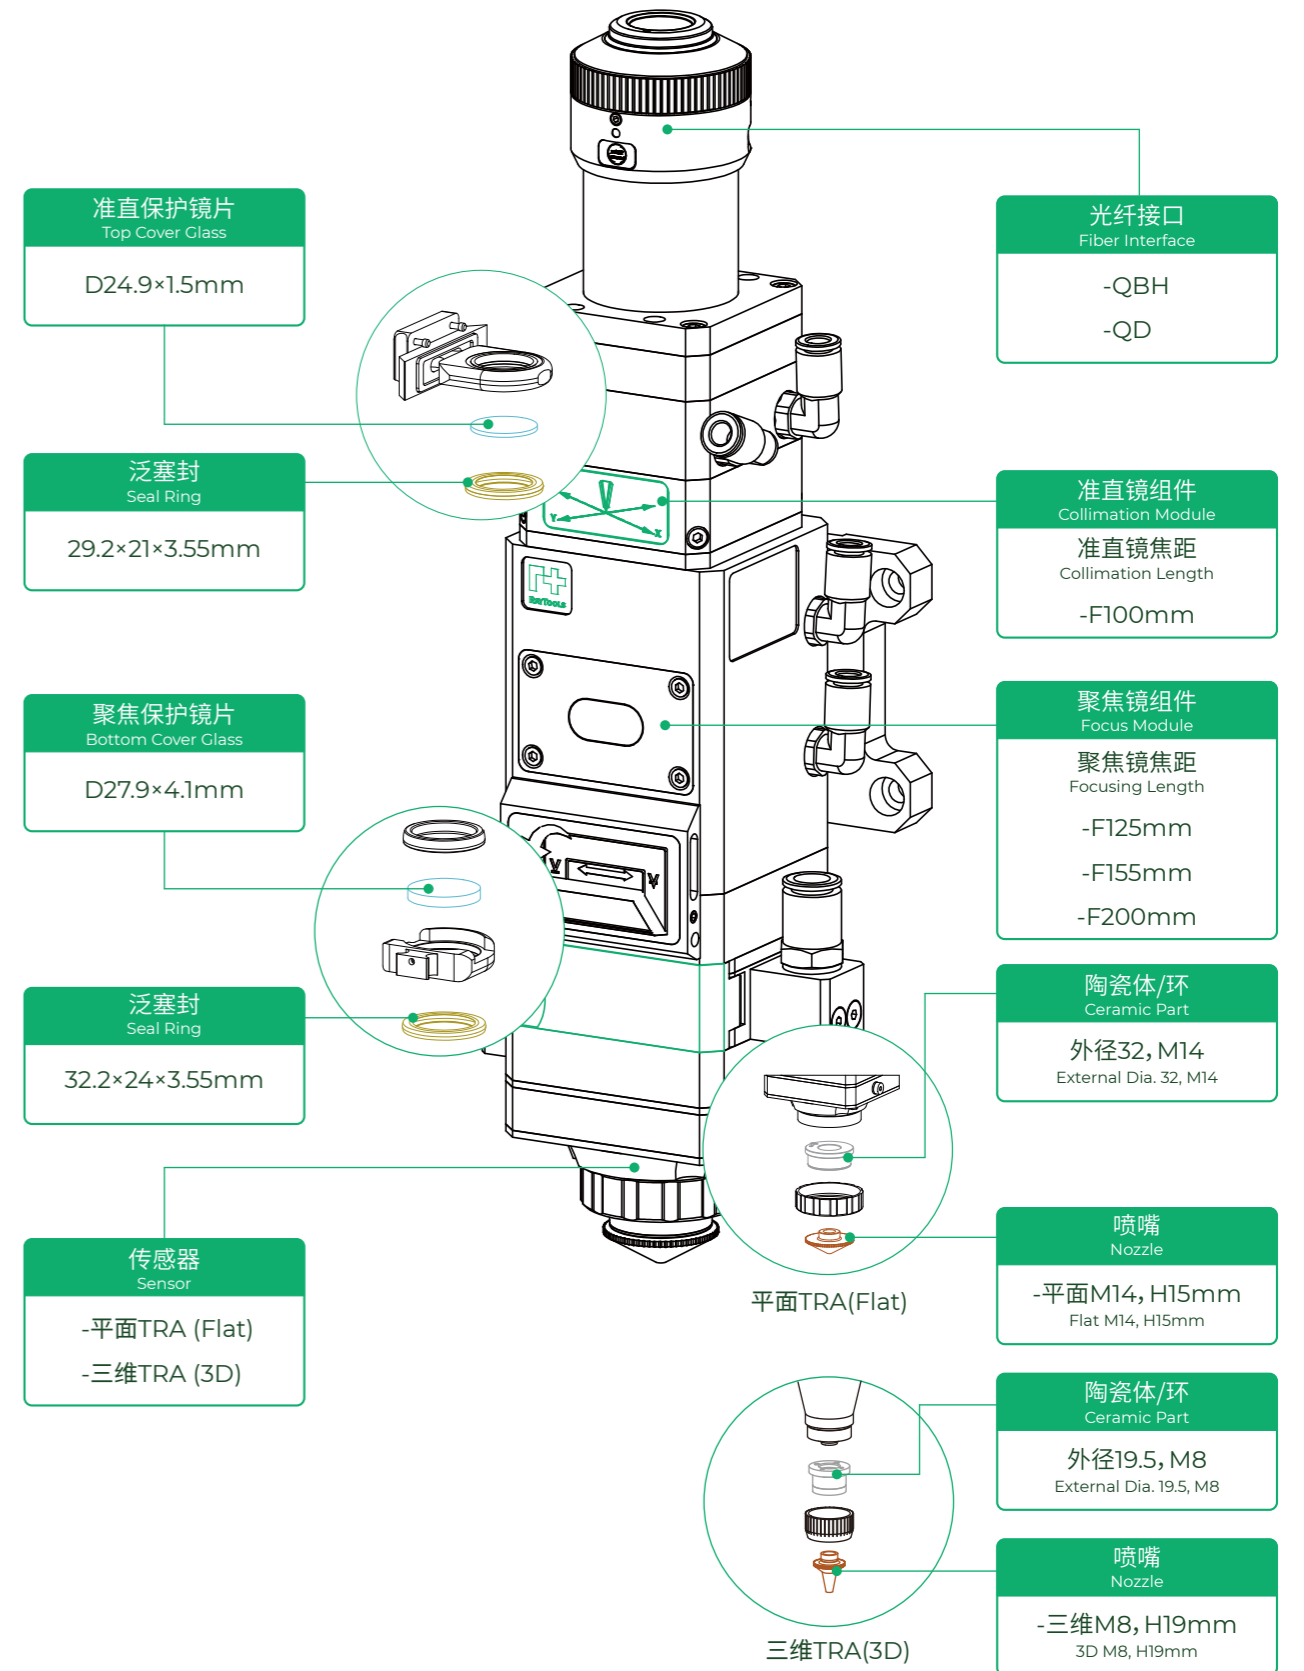 准直保护镜片
Top Cover Glass
D24.9×1.5mm
泛塞封
Seal Ring
29.2×21×3.55mm
聚焦保护镜片
Bottom Cover Glass
D27.9×4.1mm
泛塞封
Seal Ring
32.2×24×3.55mm
传感器
Sensor
-平面TRA (Flat)
-三维TRA (3D)
Y
X
RAYTOOLS
平面TRA(Flat)
三维TRA(3D)
光纤接口
Fiber Interface
-QBH
-QD
准直镜组件
Collimation Module
准直镜焦距
Collimation Length
-F100mm
聚焦镜组件
Focus Module
聚焦镜焦距
Focusing Length
-F125mm
-F155mm
-F200mm
陶瓷体/环
Ceramic Part
外径32, M14
External Dia. 32, M14
喷嘴
Nozzle
-平面M14, H15mm
Flat M14, H15mm
陶瓷体/环
Ceramic Part
外径19.5, M8
External Dia. 19.5, M8
喷嘴
Nozzle
-三维M8, H19mm
3D M8, H19mm